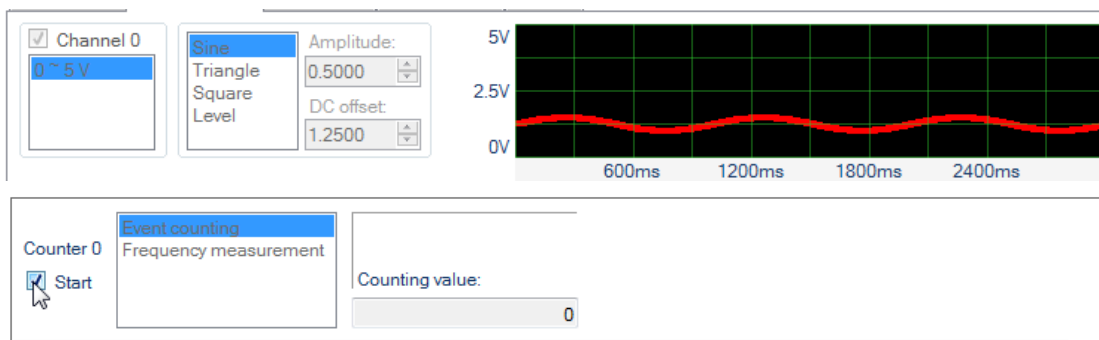 Channel 0
0 ~ 5 V
Sine
Triangle
Square
Level
Amplitude:
0.5000
DC offset:
1.2500
5V
2.5V
0V
600ms 1200ms 1800ms 2400ms
Counter 0
Start
Event counting
Frequency measurement
Counting value:
0